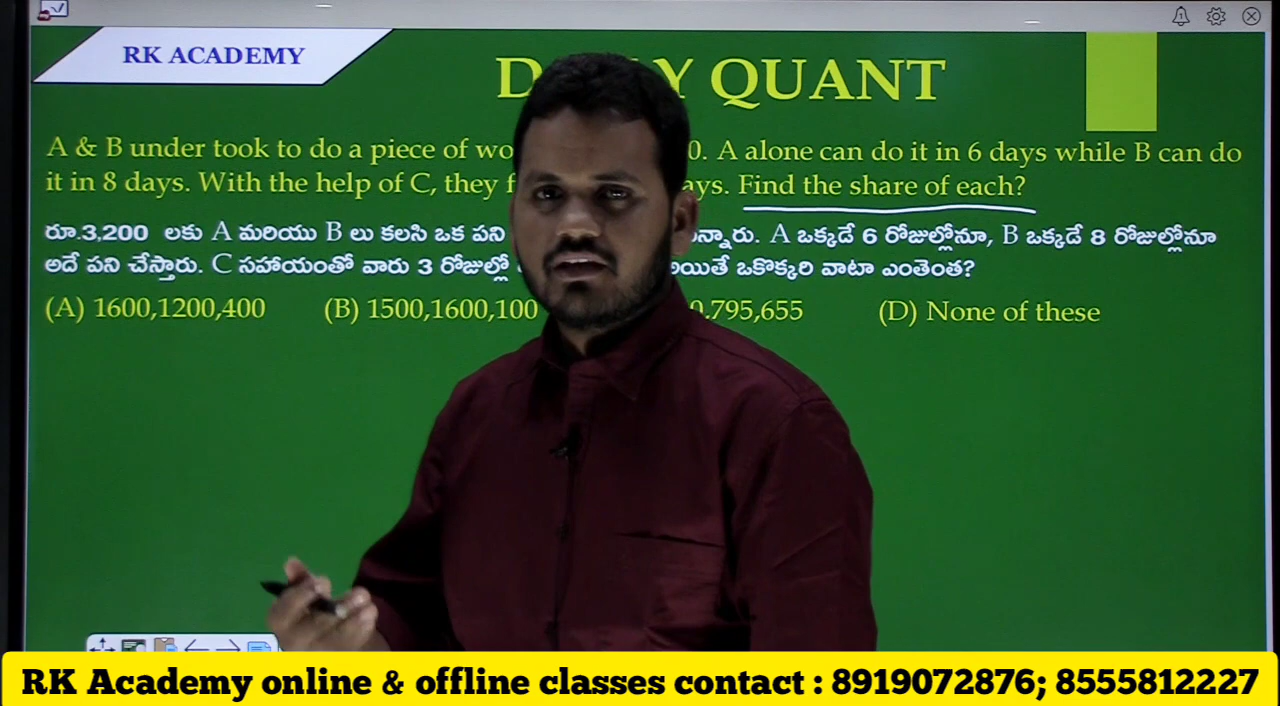 RK ACADEMY
D Y QUANT
A & B under took to do a piece of wo 0. A alone can do it in 6 days while B can do
it in 8 days. With the help of C, they f ays. Find the share of each?
రూ.3,200 లకు A మరియు B లు కలసి ఒక పని న్నారు. A ఒక్కడే 6 రోజుల్లోనూ, B ఒక్కడే 8 రోజుల్లోనూ
అదే పని చేస్తారు. C సహాయంతో వారు 3 రోజుల్లో అయితే ఒకొక్కరి వాటా ఎంతెంత?
(A) 1600,1200,400 (B) 1500,1600,100 0,795,655 (D) None of these
RK Academy online & offline classes contact : 8919072876; 8555812227